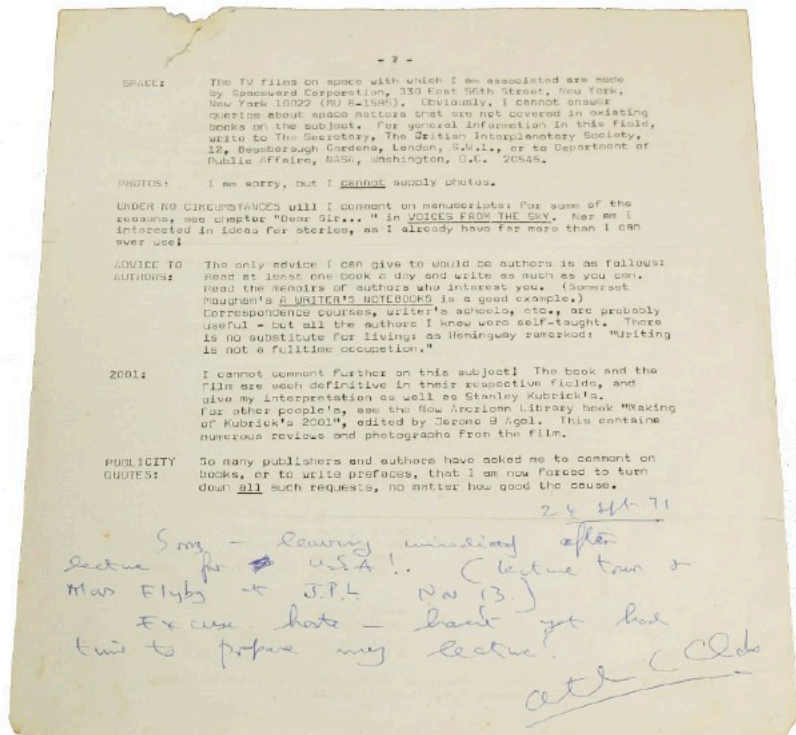 - 2 -
SPACE: The TV films on space with which I am associated are made
by Spaceward Corporation, 330 East 56th Street, New York,
New York 10022 (MU 8-1585). Obviously, I cannot answer
queries about space matters that are not covered in existing
books on the subject. For general information in this field,
write to The Secretary, The British Interplanetary Society,
12, Bessborough Gardens, London, S.W.1., or to Department of
Public Affairs, NASA, Washington, D.C. 20546.
PHOTOS: I am sorry, but I cannot supply photos.
UNDER NO CIRCUMSTANCES will I comment on manuscripts: for some of the
reasons, see chapter "Dear Sir... " in VOICES FROM THE SKY. Nor am I
interested in ideas for stories, as I already have far more than I can
ever use!
ADVICE TO The only advice I can give to would be authors is as follows:
AUTHORS: Read at least one book a day and write as much as you can.
Read the memoirs of authors who interest you. (Somerset
Maugham's A WRITER'S NOTEBOOKS is a good example.)
Correspondence courses, writer's schools, etc., are probably
useful - but all the authors I know were self-taught. There
is no substitute for living: as Hemingway remarked: "Writing
is not a fulltime occupation."
2001: I cannot comment further on this subject! The book and the
film are each definitive in their respective fields, and
give my interpretation as well as Stanley Kubrick's.
For other people's, see the New American Library book "Making
of Kubrick's 2001", edited by Jerome B Agel. This contains
numerous reviews and photographs from the film.
PUBLICITY So many publishers and authors have asked me to comment on
QUOTES: books, or to write prefaces, that I am now forced to turn
down all such requests, no matter how good the cause.
24 Sept 71
Sorry - leaving immediately after
lecture for USA!.. (lecture tour &
Mars Flyby at J.P.L Nov 13.)
Excuse haste - haven't yet had
time to prepare my lecture!
Arthur C Clarke